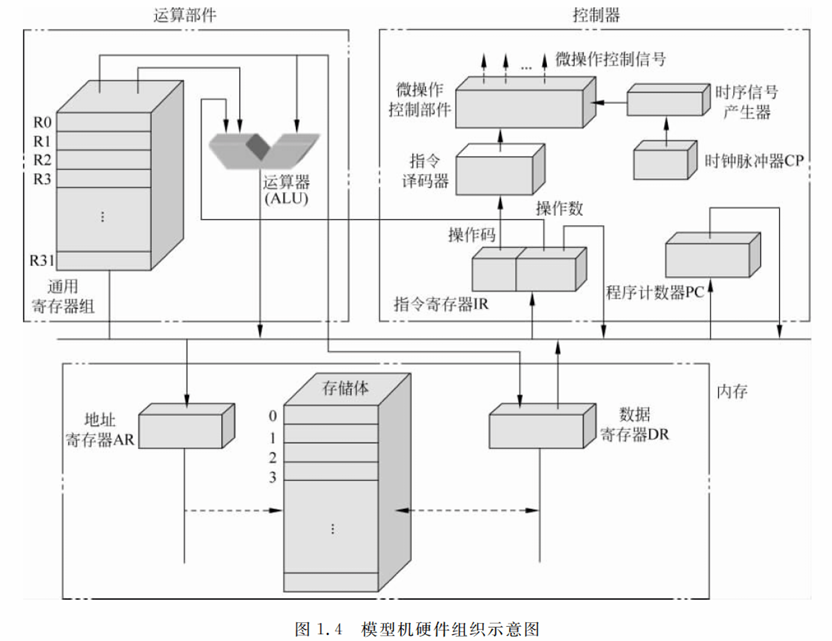 运算部件
控制器
R0
R1
R2
R3
⋮
R31
通用
寄存器组
运算器
(ALU)
微操作控制信号
...
微操作
控制部件
时序信号
产生器
指令
译码器
时钟脉冲器CP
操作码
操作数
指令寄存器IR
程序计数器PC
内存
地址
寄存器AR
存储体
0
1
2
3
⋮
数据
寄存器DR
图 1.4 模型机硬件组织示意图